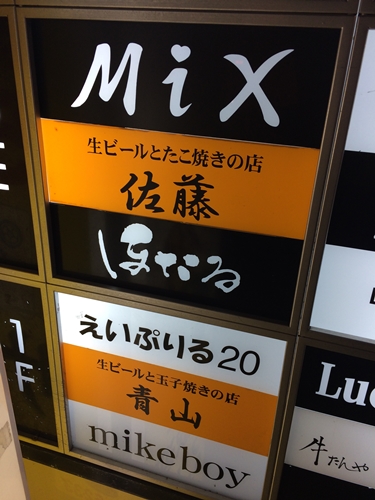 MiX
生ビールとたこ焼きの店
佐藤
ほたる
えいぷりる20
生ビールと玉子焼きの店
青山
mikeboy
1
F
Luc
牛たんや